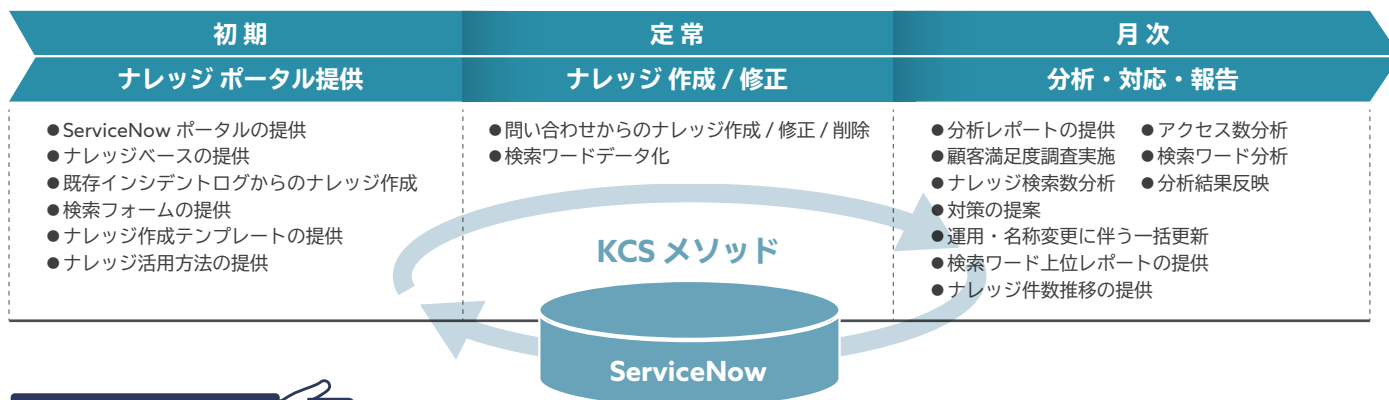 初期
ナレッジ ポータル提供
●ServiceNow ポータルの提供
●ナレッジベースの提供
●既存インシデントログからのナレッジ作成
●検索フォームの提供
●ナレッジ作成テンプレートの提供
●ナレッジ活用方法の提供
定常
ナレッジ 作成 / 修正
●問い合わせからのナレッジ作成 / 修正 / 削除
●検索ワードデータ化
月次
分析・対応・報告
●分析レポートの提供 ●アクセス数分析
●顧客満足度調査実施 ●検索ワード分析
●ナレッジ検索数分析 ●分析結果反映
●対策の提案
●運用・名称変更に伴う一括更新
●検索ワード上位レポートの提供
●ナレッジ件数推移の提供
KCS メソッド
ServiceNow